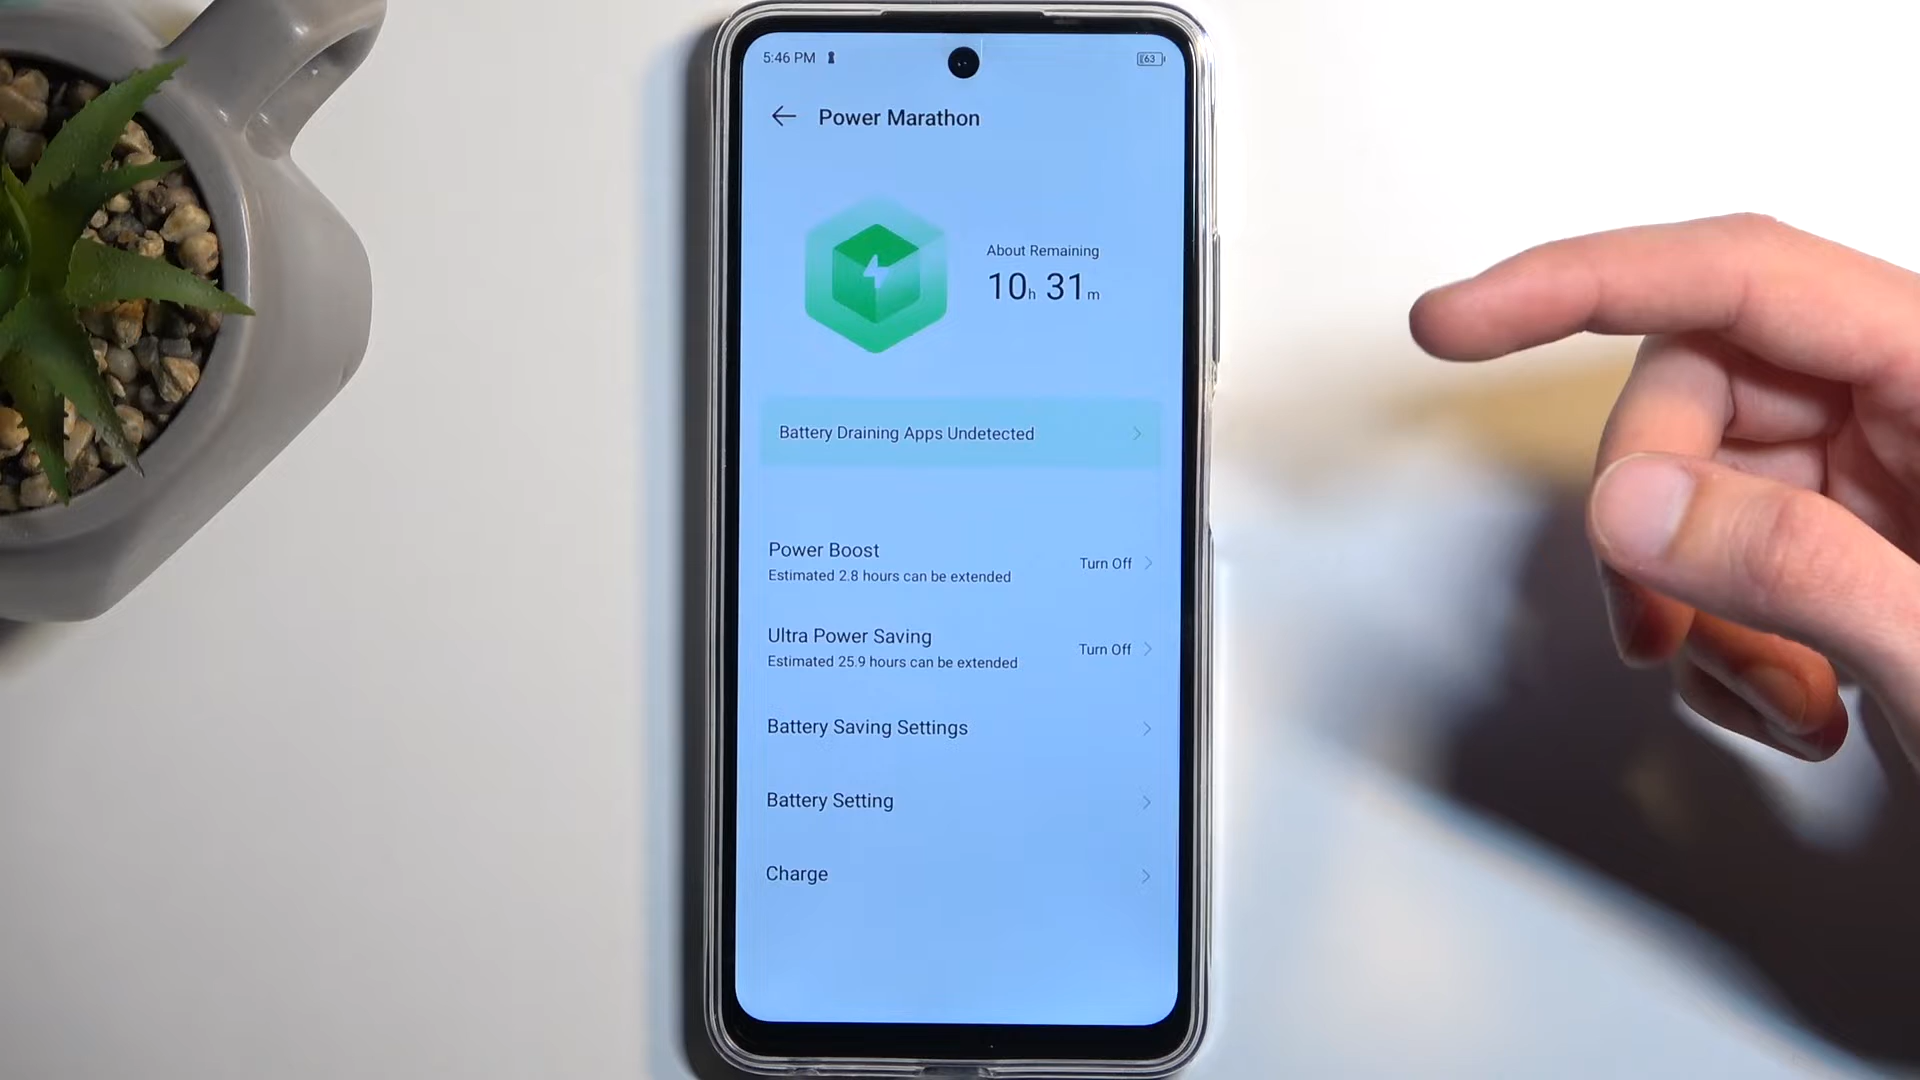 5:46 PM
63
Power Marathon
About Remaining
10h 31m
Battery Draining Apps Undetected
Power Boost
Turn Off
Estimated 2.8 hours can be extended
Ultra Power Saving
Turn Off
Estimated 25.9 hours can be extended
Battery Saving Settings
Battery Setting
Charge